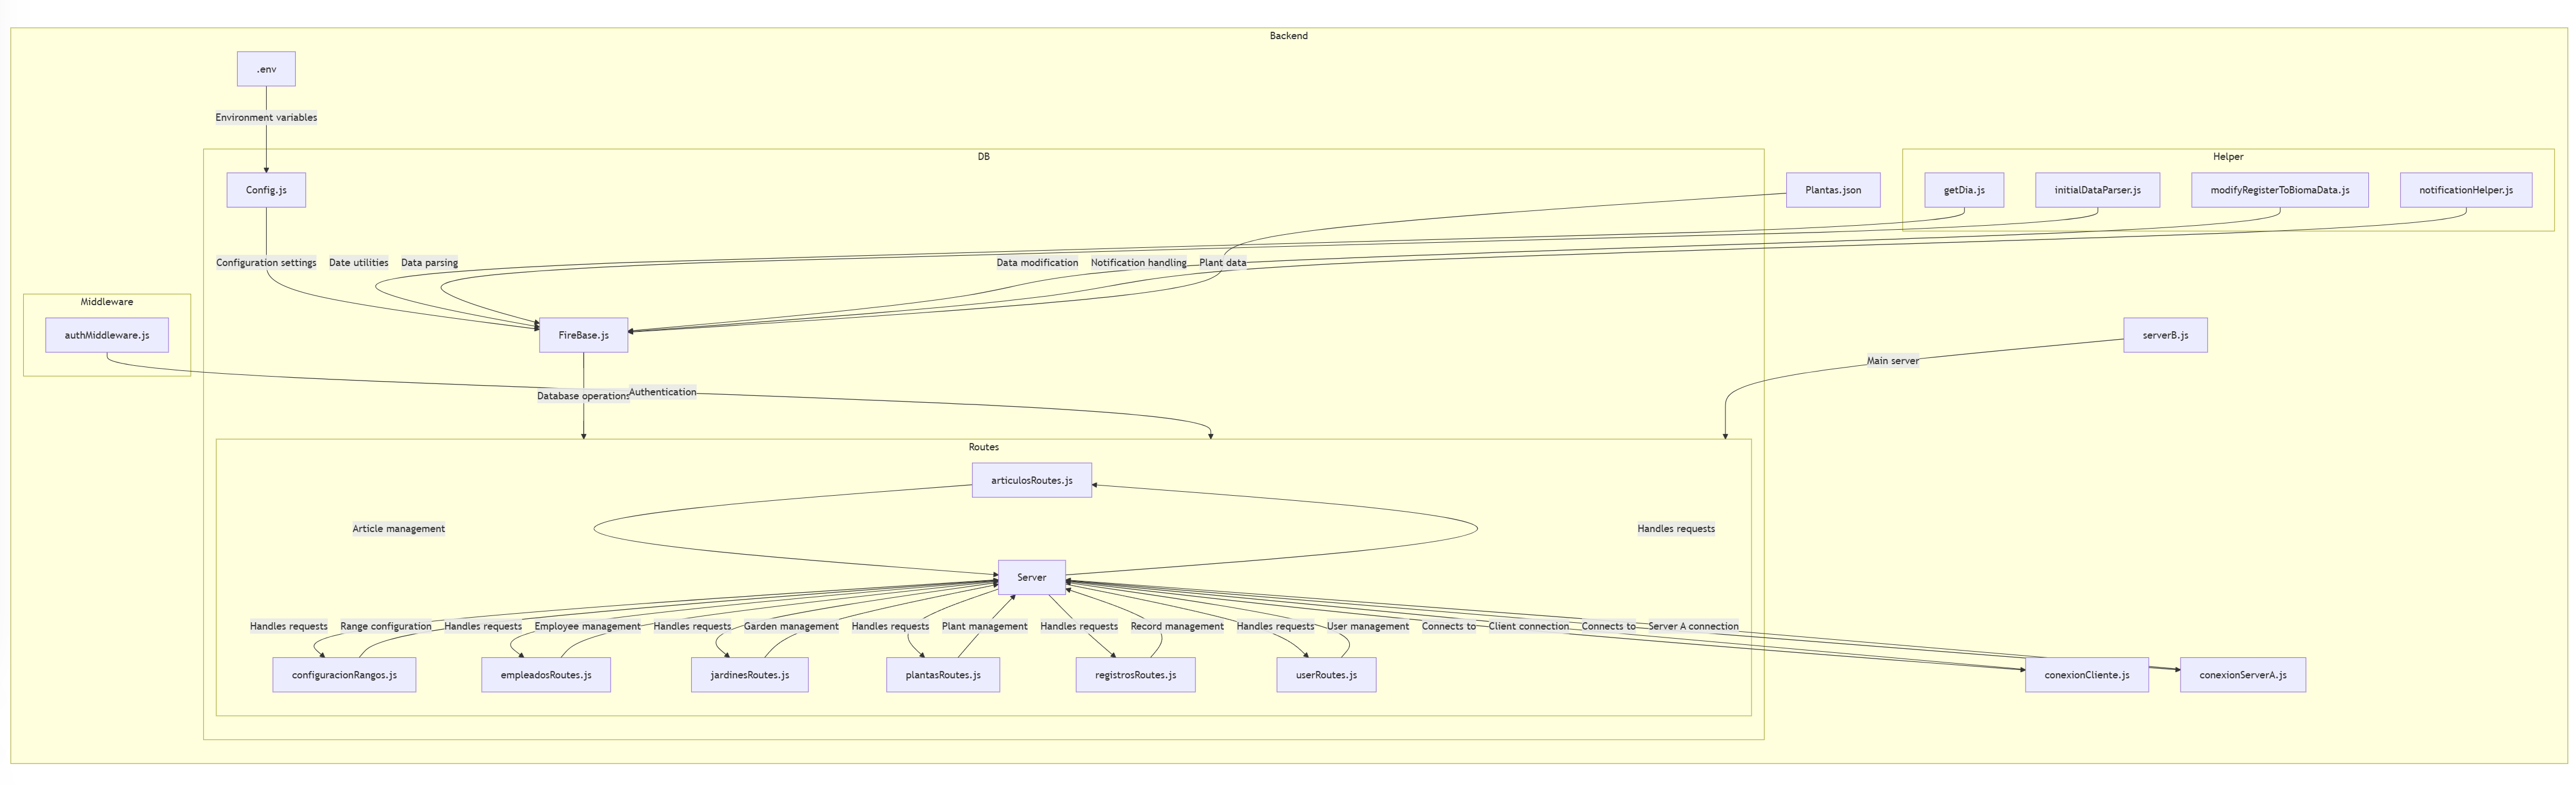 Backend
.env
Environment variables
DB
Helper
Config.js
Plantas.json
getDia.js
initialDataParser.js
modifyRegisterToBiomaData.js
notificationHelper.js
Configuration settings
Date utilities
Data parsing
Data modification
Notification handling
Plant data
Middleware
authMiddleware.js
FireBase.js
serverB.js
Main server
Database operations
Authentication
Routes
articulosRoutes.js
Article management
Handles requests
Server
Handles requests
Range configuration
Handles requests
Employee management
Handles requests
Garden management
Handles requests
Plant management
Handles requests
Record management
Handles requests
User management
Connects to
Client connection
Connects to
Server A connection
configuracionRangos.js
empleadosRoutes.js
jardinesRoutes.js
plantasRoutes.js
registrosRoutes.js
userRoutes.js
conexionCliente.js
conexionServerA.js